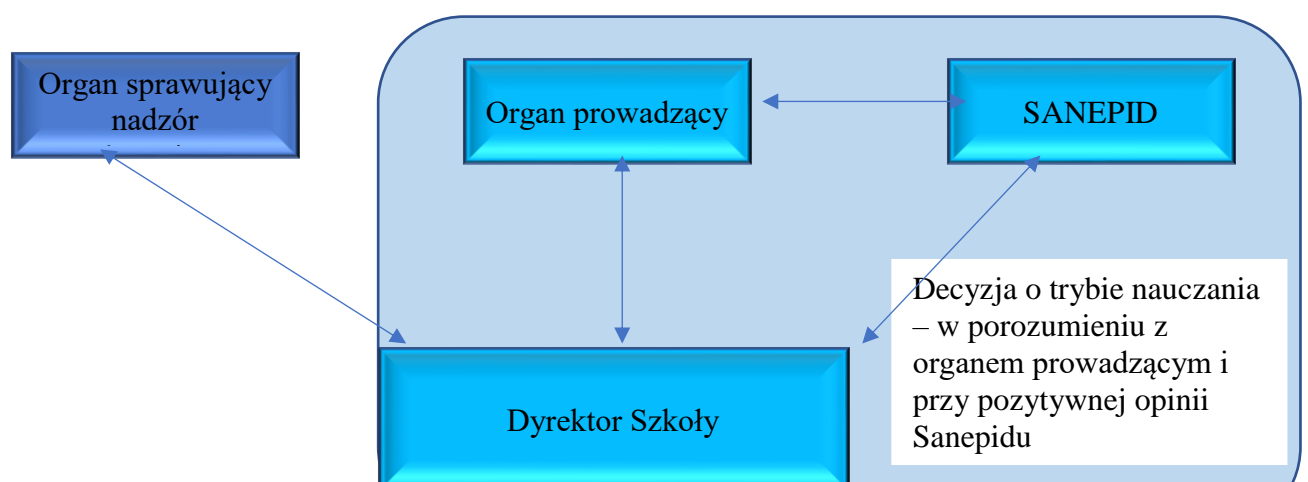 Organ sprawujący
nadzór
Organ prowadzący
SANEPID
Decyzja o trybie nauczania
– w porozumieniu z
organem prowadzącym i
przy pozytywnej opinii
Sanepidu
Dyrektor Szkoły